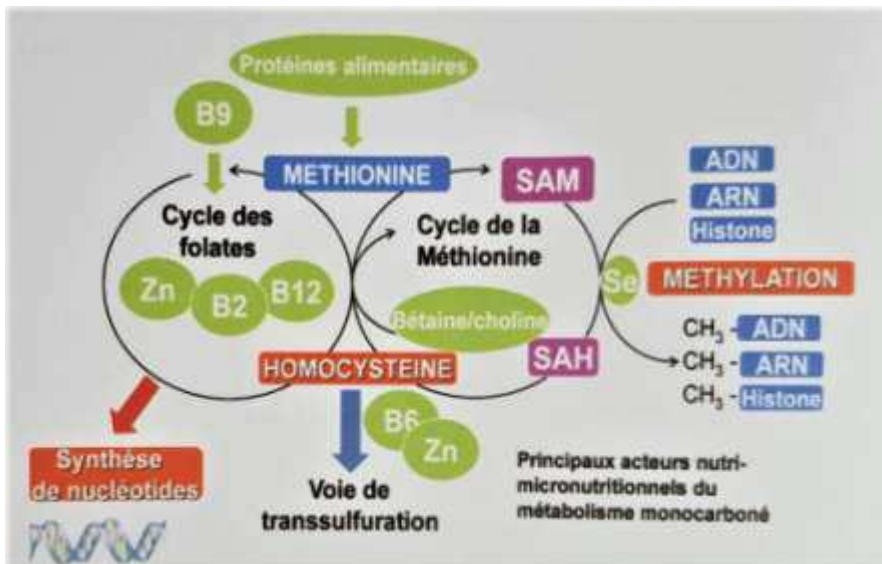 Protéines alimentaires
B9
METHIONINE
SAM
ADN
ARN
Histone
Cycle des
folates
Cycle de la
Méthionine
Zn
B2
B12
Bétaine/choline
Se
METHYLATION
HOMOCYSTEINE
SAH
CH3 - ADN
CH3 - ARN
CH3 - Histone
B6
Zn
Synthèse
de nucléotides
Voie de
transsulfuration
Principaux acteurs nutri-
micronutritionnels du
métabolisme monocarboné